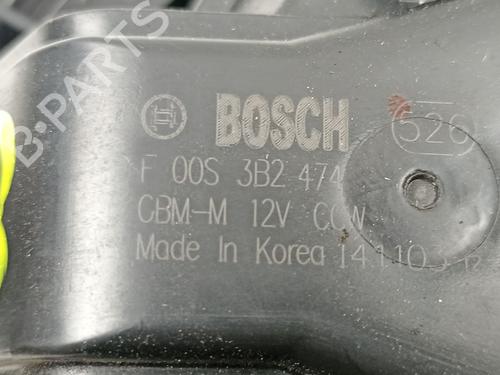 B-PARTS
BOSCH
526
F 00S 3B2 474
CBM-M 12V CCW
Made In Korea 141103